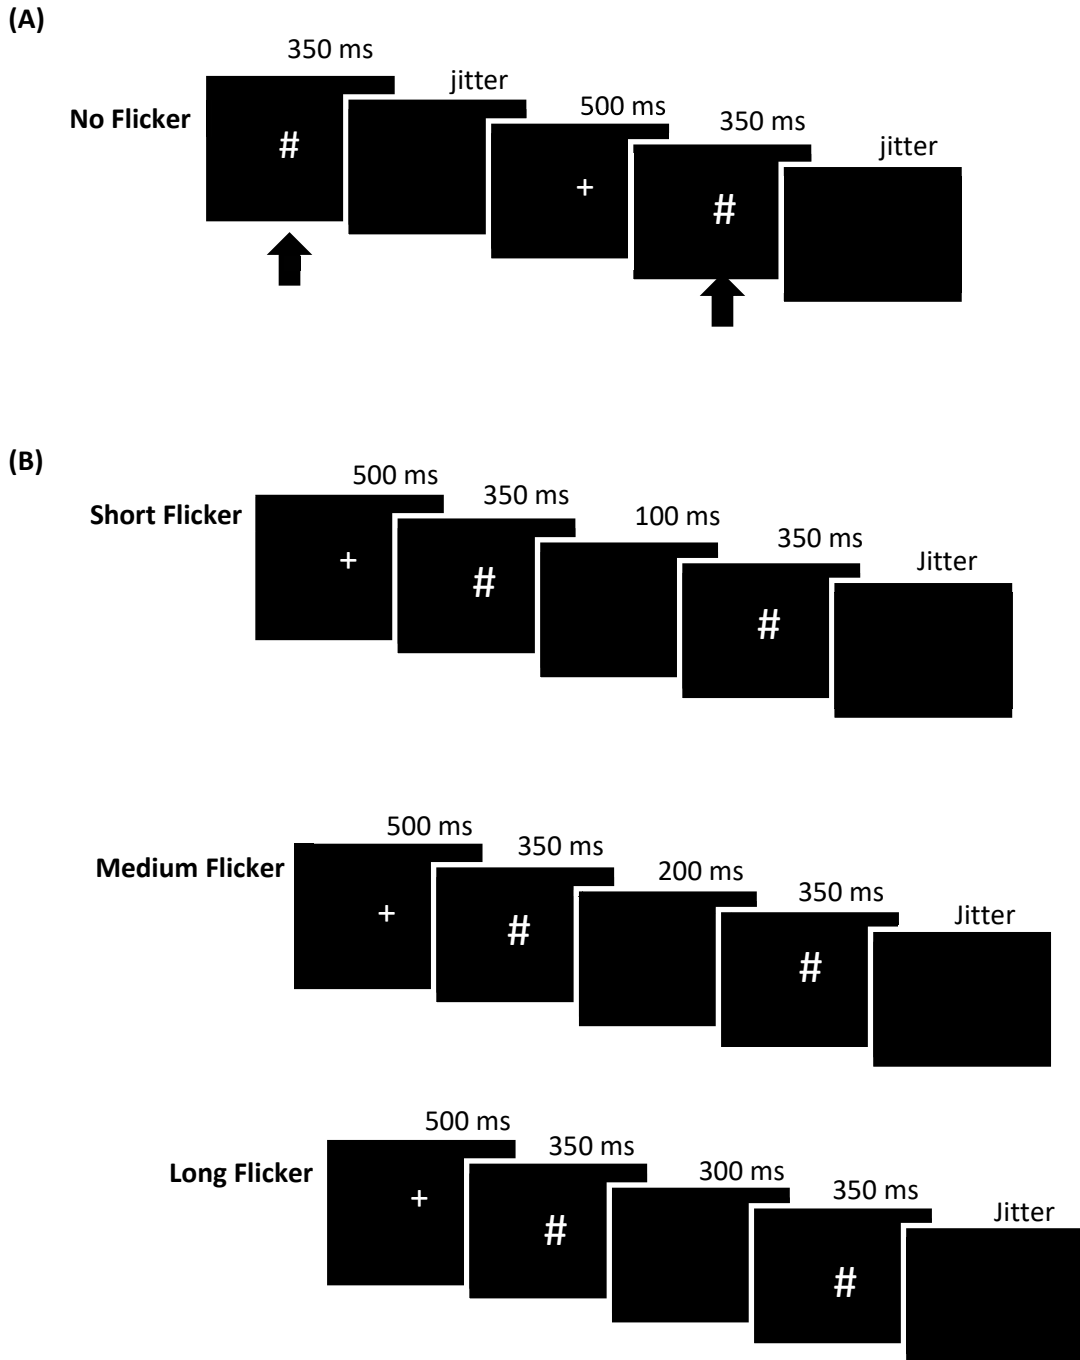 (A)
350 ms
jitter
500 ms
350 ms
jitter
No Flicker
#
+
#
(B)
500 ms
350 ms
100 ms
350 ms
Jitter
Short Flicker
+
#
#
500 ms
350 ms
200 ms
350 ms
Jitter
Medium Flicker
+
#
#
500 ms
350 ms
300 ms
350 ms
Jitter
Long Flicker
+
#
#